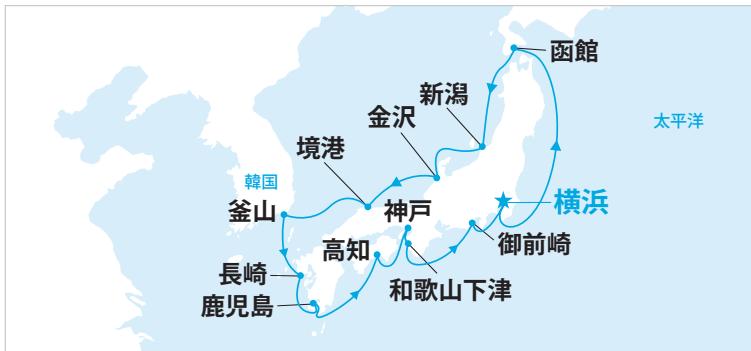 函館
新潟
金沢
太平洋
境港
韓国
釜山
神戸
横浜
高知
御前崎
長崎
和歌山下津
鹿児島